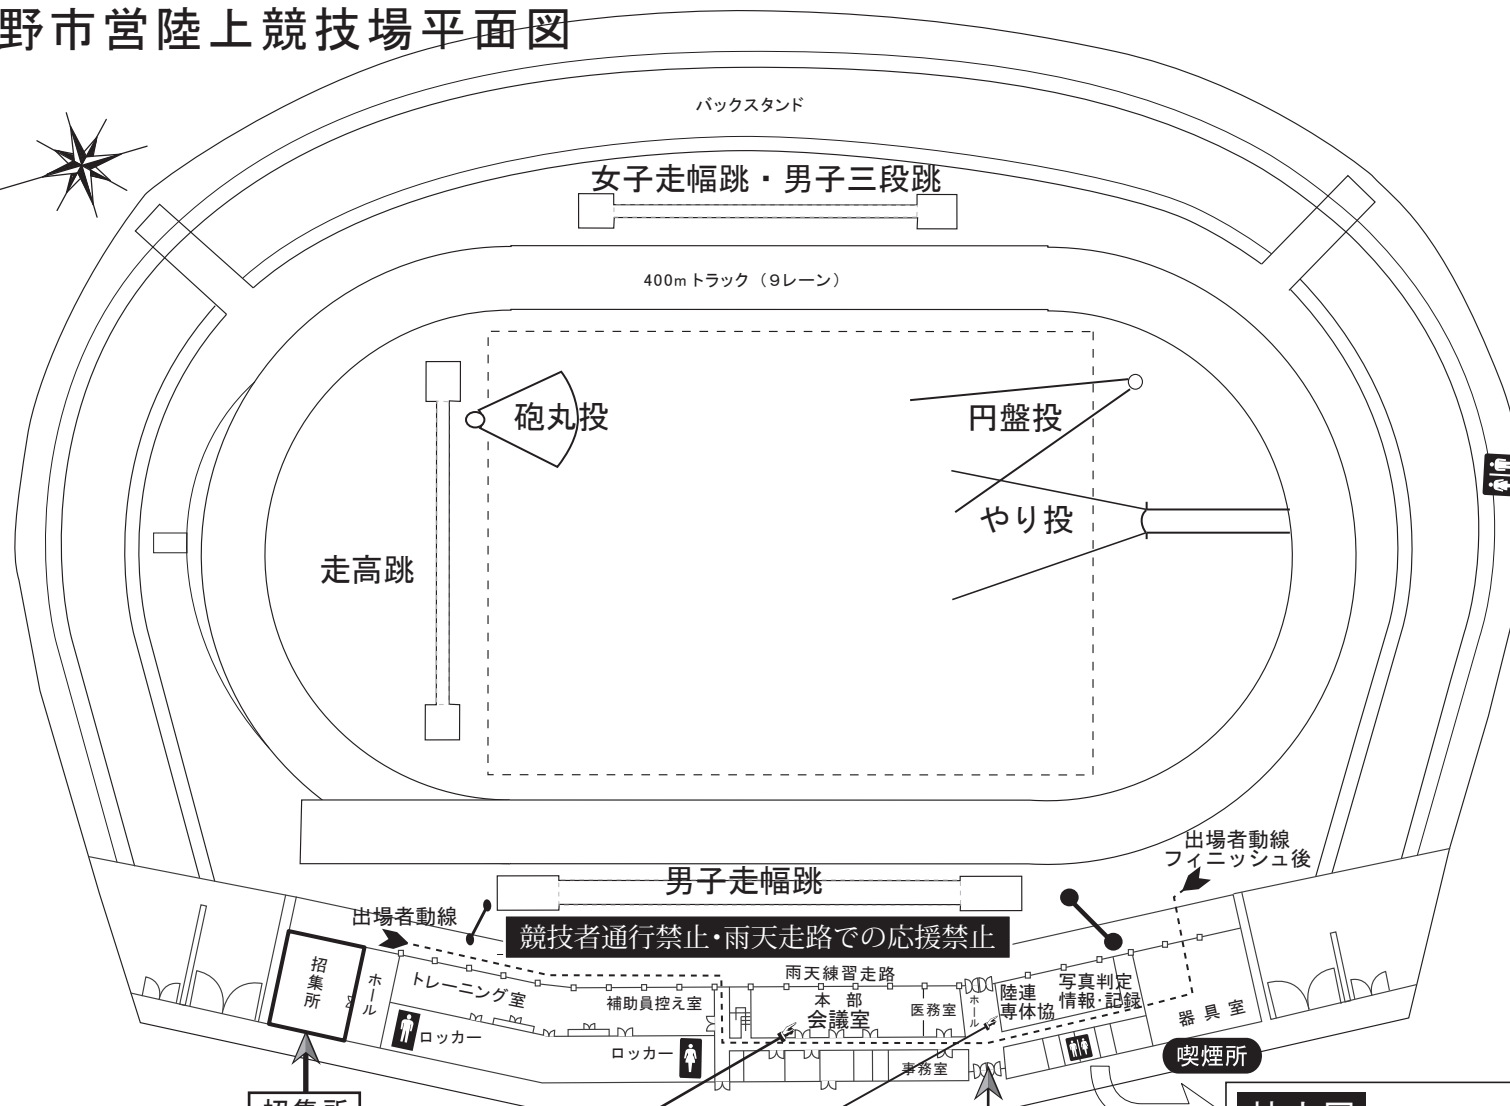 野市営陸上競技場平面図
バックスタンド
女子走幅跳・男子三段跳
400mトラック（9レーン）
砲丸投
円盤投
やり投
走高跳
出場者動線
フィニッシュ後
男子走幅跳
出場者動線
競技者通行禁止・雨天走路での応援禁止
招集所
ホール
トレーニング室
補助員控え室
雨天練習走路
本部
会議室
医務室
ホール
陸連
専体協
写真判定
情報・記録
器具室
ロッカー
ロッカー
事務室
喫煙所
招集所